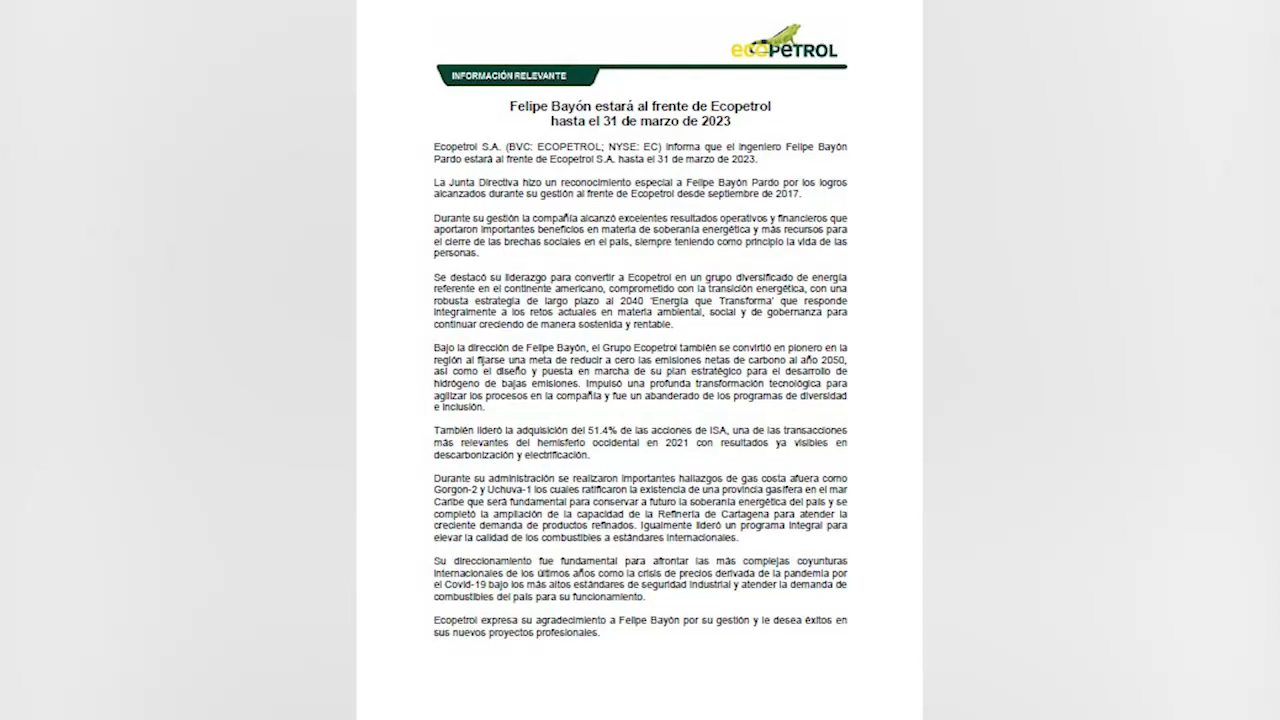 ecoPETROL
INFORMACIÓN RELEVANTE
Felipe Bayón estará al frente de Ecopetrol
hasta el 31 de marzo de 2023
Ecopetrol S.A. (BVC: ECOPETROL; NYSE: EC) informa que el ingeniero Felipe Bayón
Pardo estará al frente de Ecopetrol S.A. hasta el 31 de marzo de 2023.
La Junta Directiva hizo un reconocimiento especial a Felipe Bayón Pardo por los logros
alcanzados durante su gestión al frente de Ecopetrol desde septiembre de 2017.
Durante su gestión la compañía alcanzó excelentes resultados operativos y financieros que
aportaron importantes beneficios en materia de soberanía energética y más recursos para
el cierre de las brechas sociales en el país, siempre teniendo como principio la vida de las
personas.
Se destacó su liderazgo para convertir a Ecopetrol en un grupo diversificado de energía
referente en el continente americano, comprometido con la transición energética, con una
robusta estrategia de largo plazo al 2040 'Energía que Transforma' que responde
integralmente a los retos actuales en materia ambiental, social y de gobernanza para
continuar creciendo de manera sostenida y rentable.
Bajo la dirección de Felipe Bayón, el Grupo Ecopetrol también se convirtió en pionero en la
región al fijarse una meta de reducir a cero las emisiones netas de carbono al año 2050,
así como el diseño y puesta en marcha de su plan estratégico para el desarrollo de
hidrógeno de bajas emisiones. Impulsó una profunda transformación tecnológica para
agilizar los procesos en la compañía y fue un abanderado de los programas de diversidad
e inclusión.
También lideró la adquisición del 51.4% de las acciones de ISA, una de las transacciones
más relevantes del hemisferio occidental en 2021 con resultados ya visibles en
descarbonización y electrificación.
Durante su administración se realizaron importantes hallazgos de gas costa afuera como
Gorgon-2 y Uchuva-1 los cuales ratificaron la existencia de una provincia gasífera en el mar
Caribe que será fundamental para conservar a futuro la soberanía energética del país y se
completó la ampliación de la capacidad de la Refinería de Cartagena para atender la
creciente demanda de productos refinados. Igualmente lideró un programa integral para
elevar la calidad de los combustibles a estándares internacionales.
Su direccionamiento fue fundamental para afrontar las más complejas coyunturas
internacionales de los últimos años como la crisis de precios derivada de la pandemia por
el Covid-19 bajo los más altos estándares de seguridad industrial y atender la demanda de
combustibles del país para su funcionamiento.
Ecopetrol expresa su agradecimiento a Felipe Bayón por su gestión y le desea éxitos en
sus nuevos proyectos profesionales.